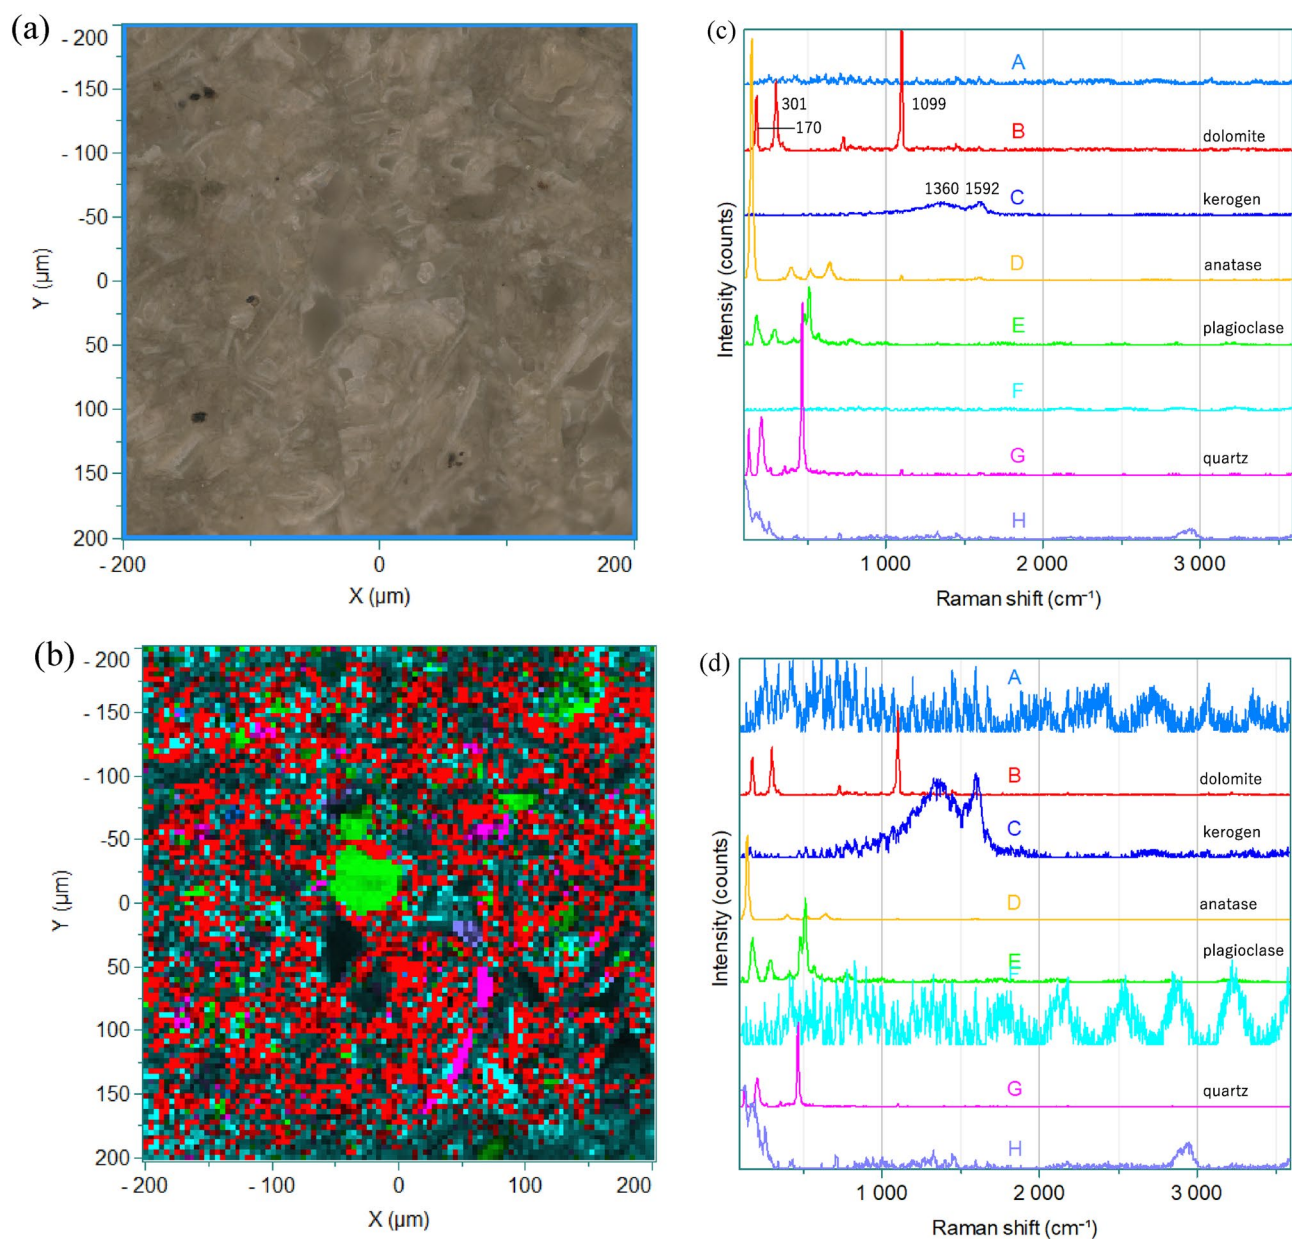 (a)
- 200
-150
- 100
-50
0
50
100
150
200
Y (µm)
-200
0
200
X (µm)
(b)
- 200
- 150
- 100
-50
0
50
100
150
200
Y (µm)
- 200
- 100
0
100
200
X (µm)
(c)
Intensity (counts)
A
301
1099
170
B
dolomite
1360 1592
C
kerogen
D
anatase
E
plagioclase
F
G
quartz
H
1 000
2 000
3 000
Raman shift (cm⁻¹)
(d)
Intensity (counts)
A
B
dolomite
C
kerogen
D
anatase
E
plagioclase
F
G
quartz
H
1 000
2 000
3 000
Raman shift (cm⁻¹)